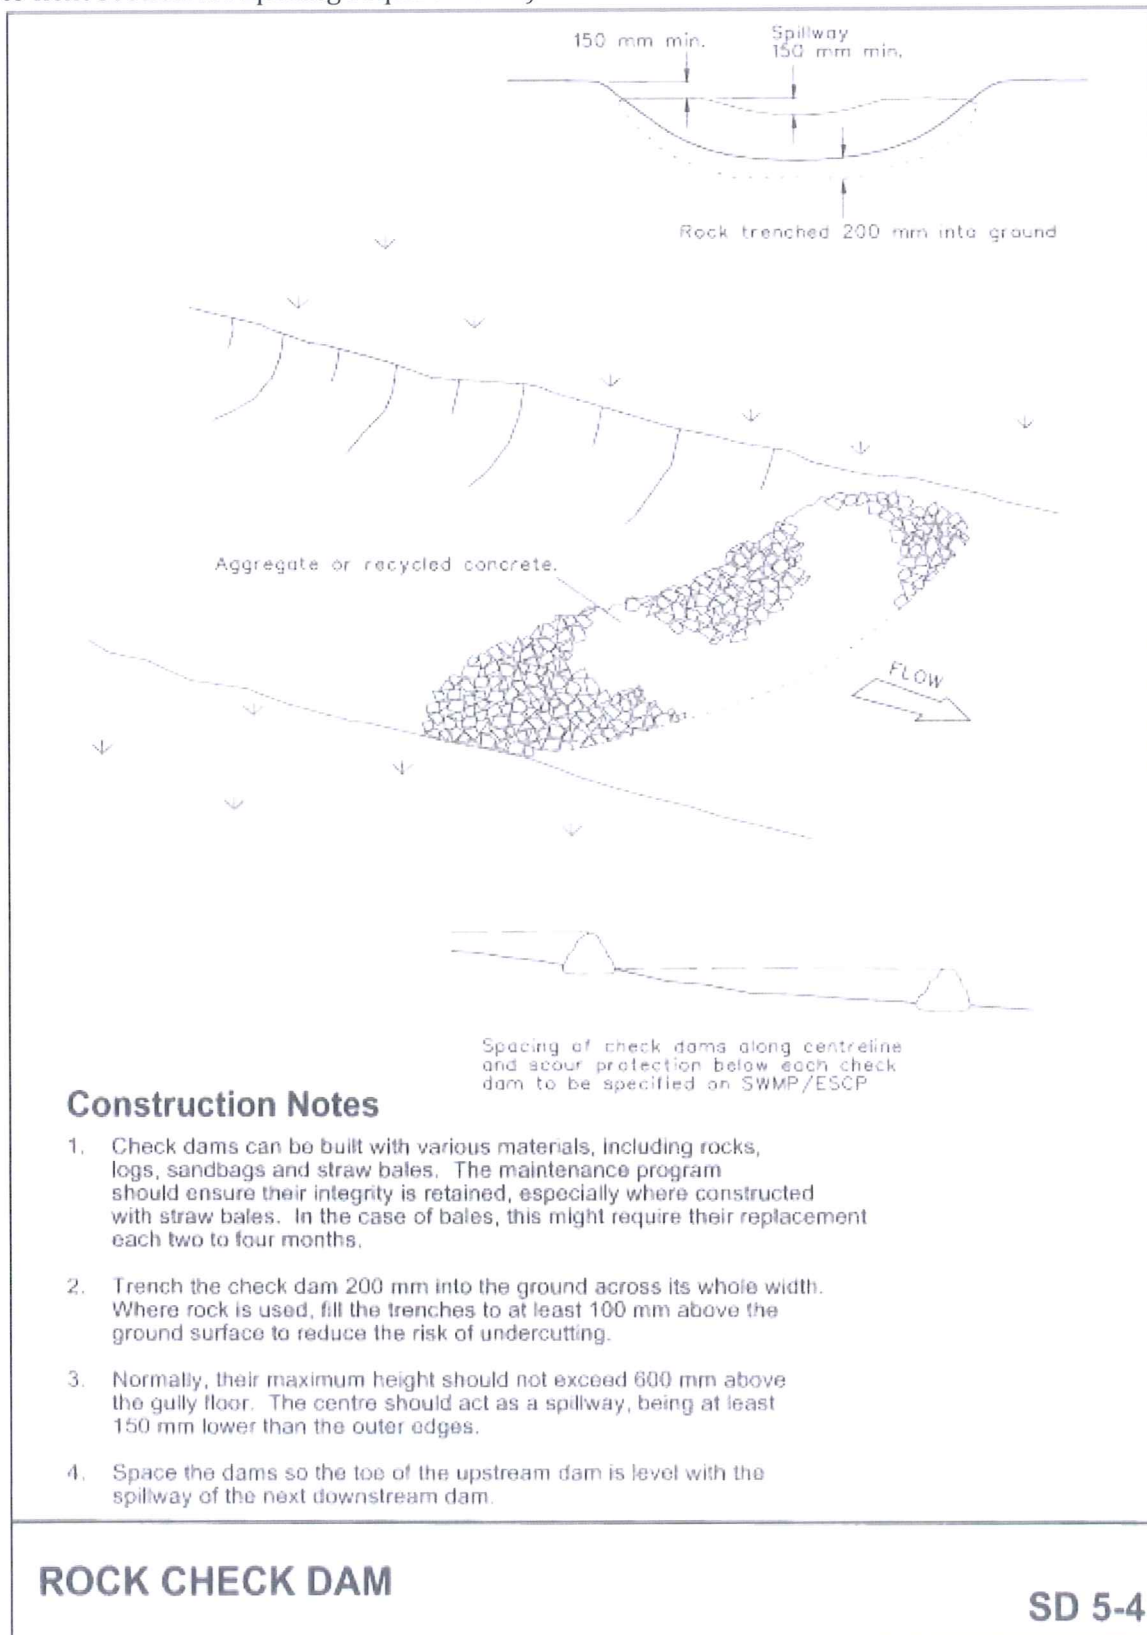 150 mm min.
Spillway
150 mm min.
Rock trenched 200 mm into ground
Aggregate or recycled concrete.
FLOW
Spacing of check dams along centreline
and scour protection below each check
dam to be specified on SWMP/ESCP
Construction Notes
1. Check dams can be built with various materials, including rocks,
logs, sandbags and straw bales. The maintenance program
should ensure their integrity is retained, especially where constructed
with straw bales. In the case of bales, this might require their replacement
each two to four months.
2. Trench the check dam 200 mm into the ground across its whole width.
Where rock is used, fill the trenches to at least 100 mm above the
ground surface to reduce the risk of undercutting.
3. Normally, their maximum height should not exceed 600 mm above
the gully floor. The centre should act as a spillway, being at least
150 mm lower than the outer edges.
4. Space the dams so the toe of the upstream dam is level with the
spillway of the next downstream dam.
ROCK CHECK DAM
SD 5-4